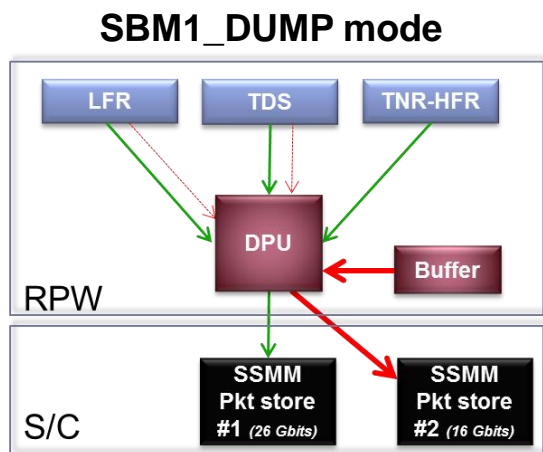 SBM1_DUMP mode
LFR
TDS
TNR-HFR
DPU
Buffer
RPW
SSMM
Pkt store
#1 (26 Gbits)
SSMM
Pkt store
#2 (16 Gbits)
S/C